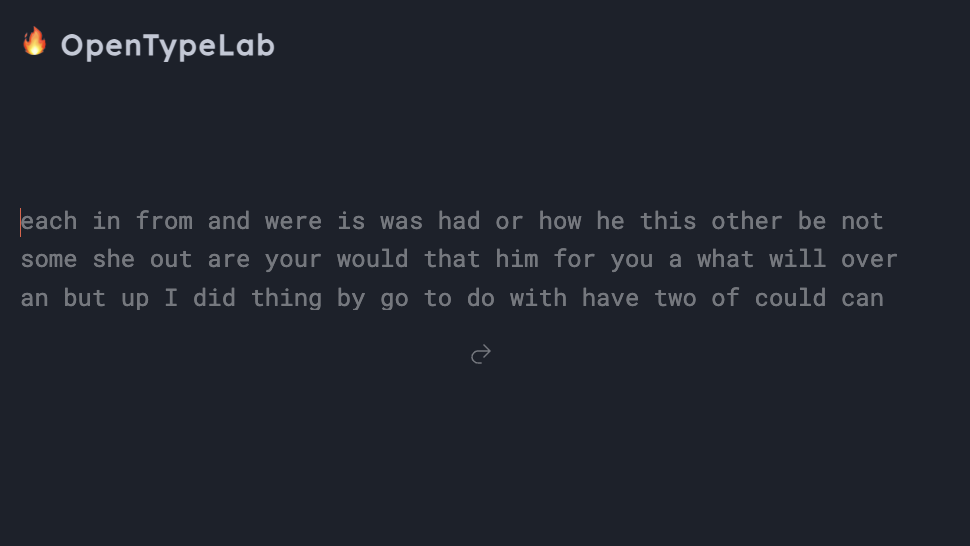 OpenTypeLab
each in from and were is was had or how he this other be not
some she out are your would that him for you a what will over
an but up I did thing by go to do with have two of could can